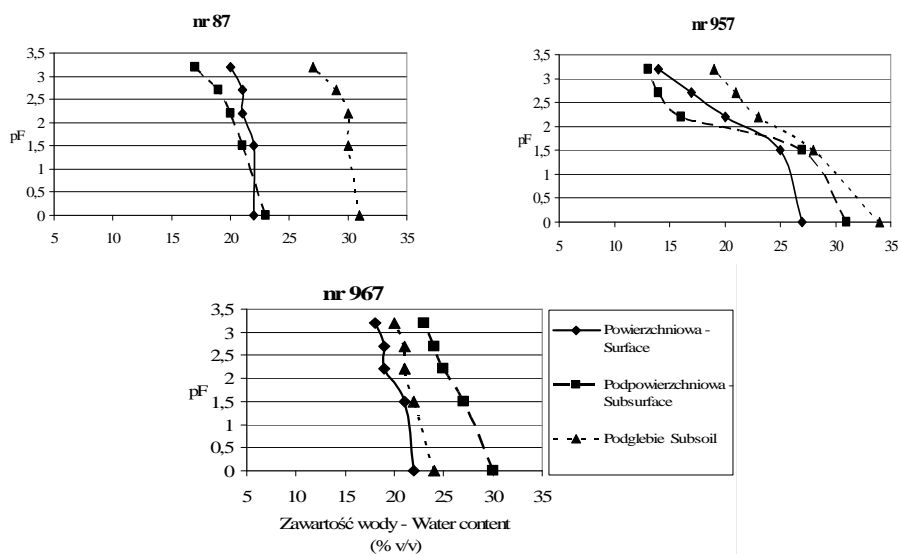 nr 87
3,5
3
2,5
2
1,5
1
0,5
0
pF
5 10 15 20 25 30 35
nr 957
3,5
3
2,5
2
1,5
1
0,5
0
pF
5 10 15 20 25 30 35
nr 967
3,5
3
2,5
2
1,5
1
0,5
0
pF
5 10 15 20 25 30 35
Zawartość wody - Water content
(% v/v)
Powierzchniowa -
Surface
Podpowierzchniowa -
Subsurface
Podglebie Subsoil